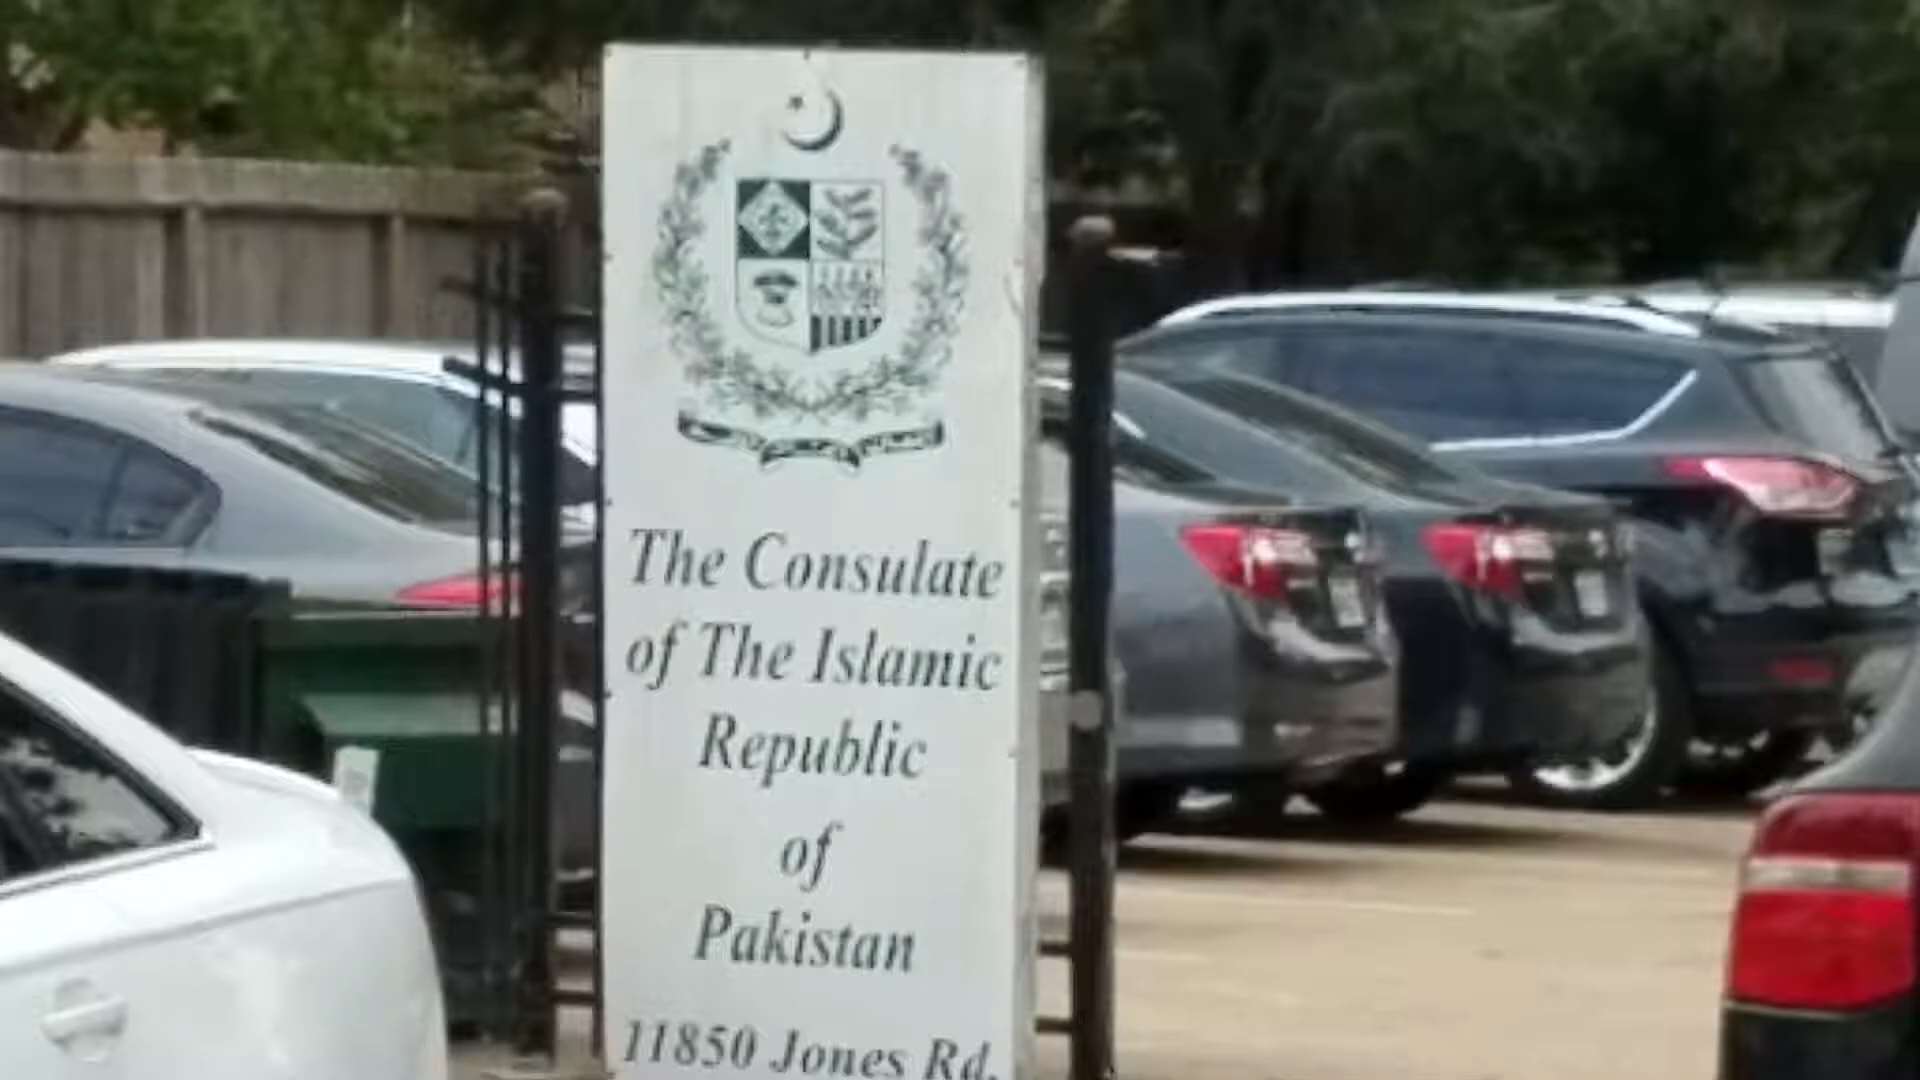 The Consulate
of The Islamic
Republic
of
Pakistan
11850 Jones Rd.